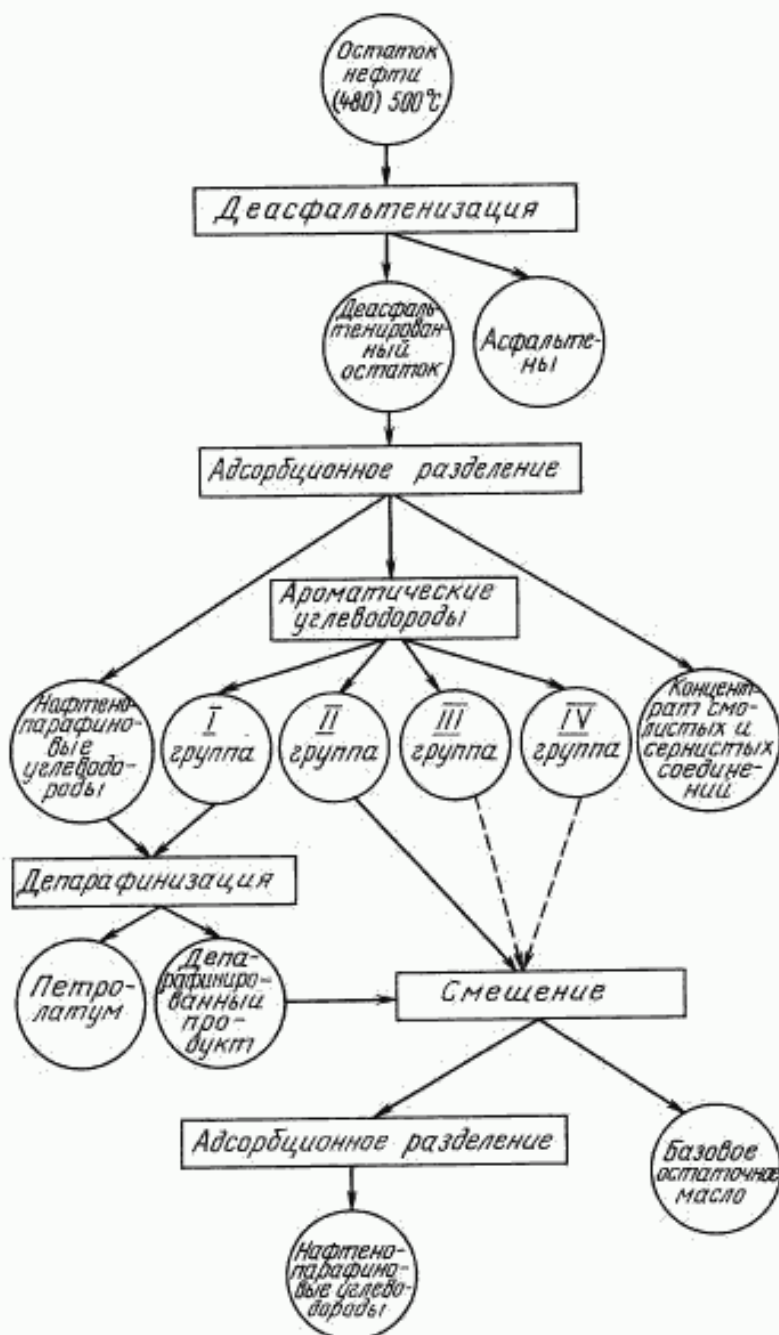 Остаток
нефти
(480) 500°С
Деасфальтенизация
Деасфаль-
тенирован-
ный
остаток
Асфальте-
ны
Адсорбционное разделение
Ароматические
углеводороды
Нафтено-
парафино-
вые
углеводо-
роды
I
группа
II
группа
III
группа
IV
группа
Концент-
рат смо-
листых и
сернистых
соедине-
ний
Депарафинизация
Петро-
латум
Депа-
рафиниро-
ванный
про-
дукт
Смещение
Адсорбционное разделение
Базовое
остаточное
масло
Нафтено-
парафино-
вые углево-
дороды